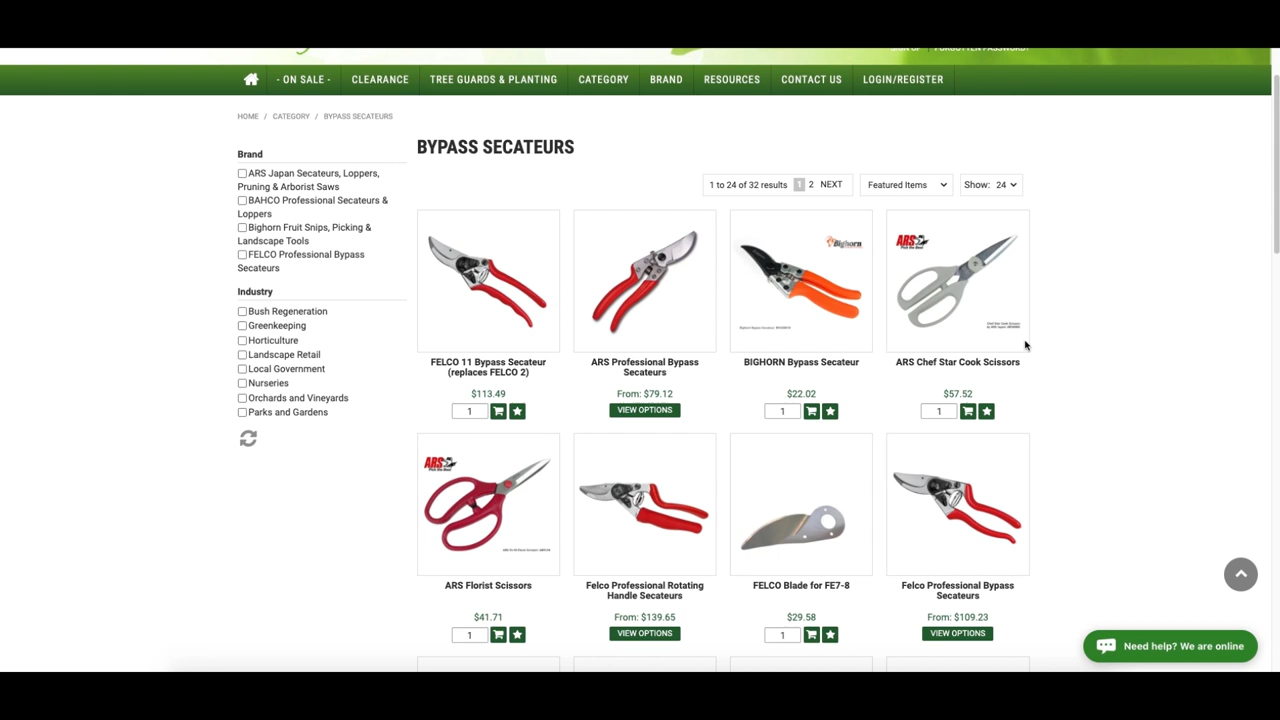 - ON SALE -
CLEARANCE
TREE GUARDS & PLANTING
CATEGORY
BRAND
RESOURCES
CONTACT US
LOGIN/REGISTER
HOME / CATEGORY / BYPASS SECATEURS
Brand
ARS Japan Secateurs, Loppers,
Pruning & Arborist Saws
BAHCO Professional Secateurs &
Loppers
Bighorn Fruit Snips, Picking &
Landscape Tools
FELCO Professional Bypass
Secateurs
Industry
Bush Regeneration
Greenkeeping
Horticulture
Landscape Retail
Local Government
Nurseries
Orchards and Vineyards
Parks and Gardens
BYPASS SECATEURS
1 to 24 of 32 results 1 2 NEXT
Featured Items
Show: 24
FELCO 11 Bypass Secateur
(replaces FELCO 2)
$113.49
1
ARS Professional Bypass
Secateurs
From: $79.12
VIEW OPTIONS
Bighorn
BIGHORN Bypass Secateur
$22.02
1
ARS
ARS Chef Star Cook Scissors
$57.52
1
ARS
ARS Florist Scissors
$41.71
1
Felco Professional Rotating
Handle Secateurs
From: $139.65
VIEW OPTIONS
FELCO Blade for FE7-8
$29.58
1
Felco Professional Bypass
Secateurs
From: $109.23
VIEW OPTIONS
Need help? We are online